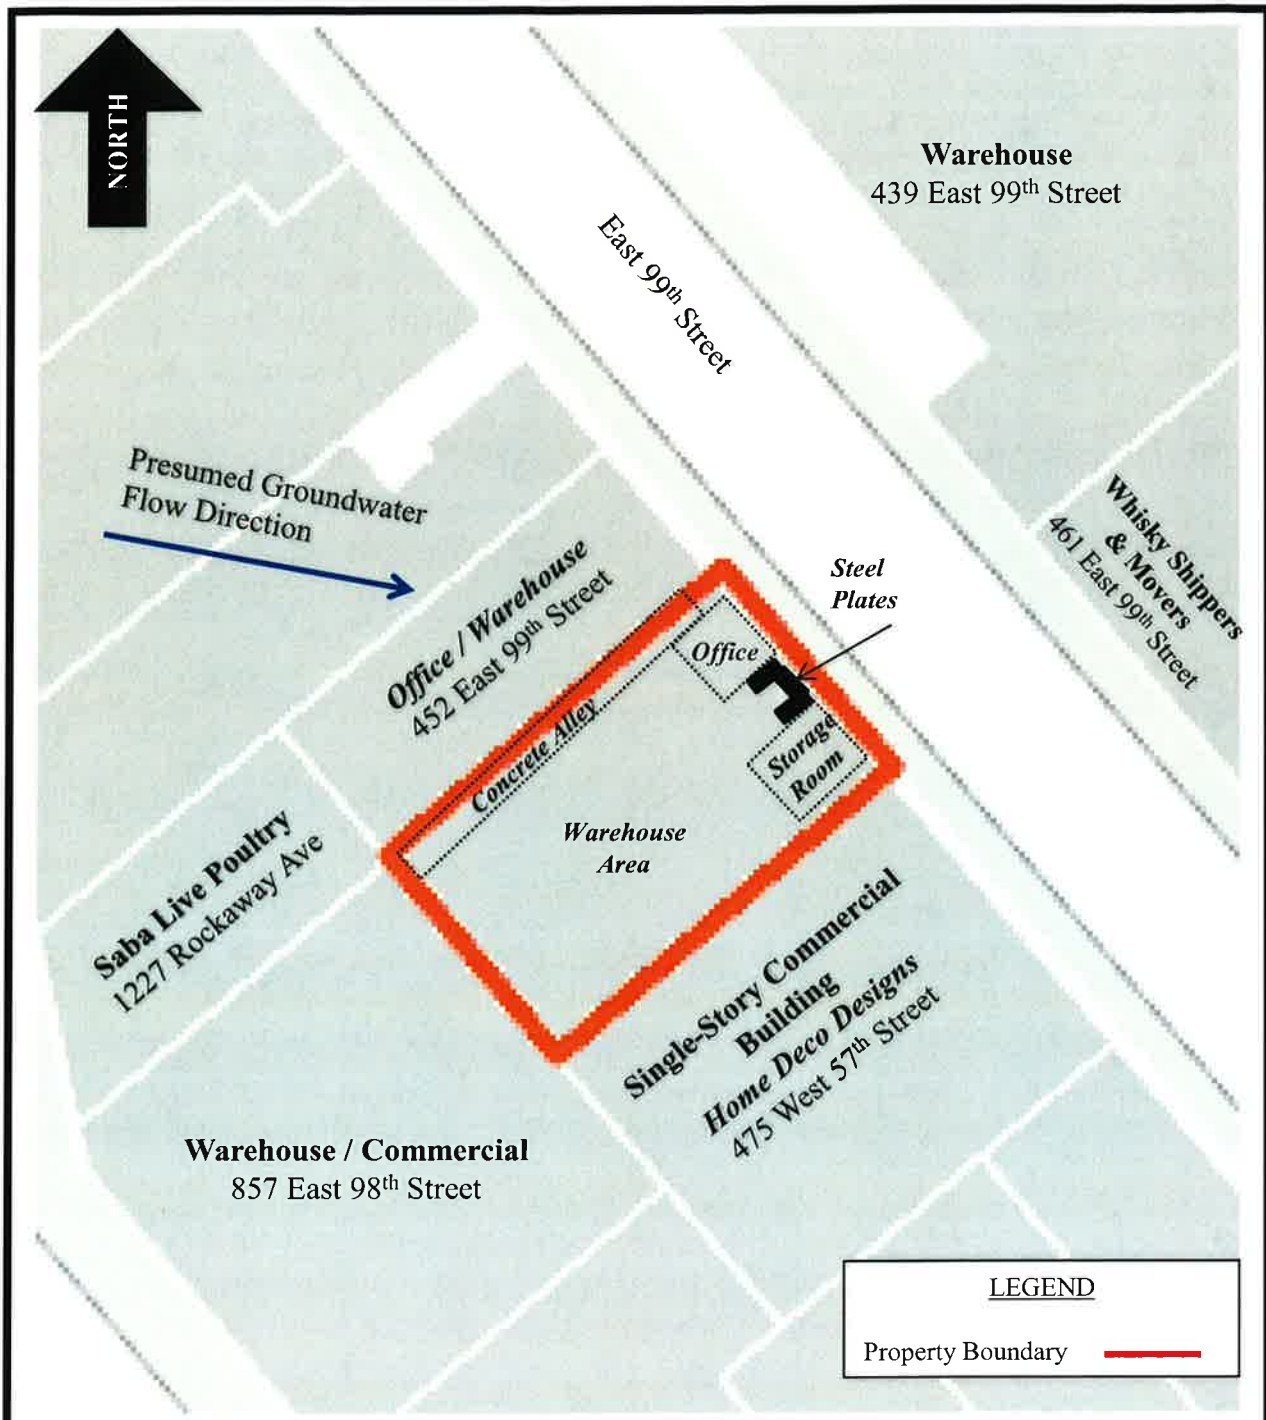 NORTH
Warehouse
439 East 99th Street
East 99th Street
Presumed Groundwater
Flow Direction
Whisky Shippers
& Movers
461 East 99th Street
Steel
Plates
Office / Warehouse
452 East 99th Street
Office
Concrete Alley
Storage
Room
Warehouse
Area
Saba Live Poultry
1227 Rockaway Ave
Single-Story Commercial
Building
Home Deco Designs
475 West 57th Street
Warehouse / Commercial
857 East 98th Street
LEGEND
Property Boundary